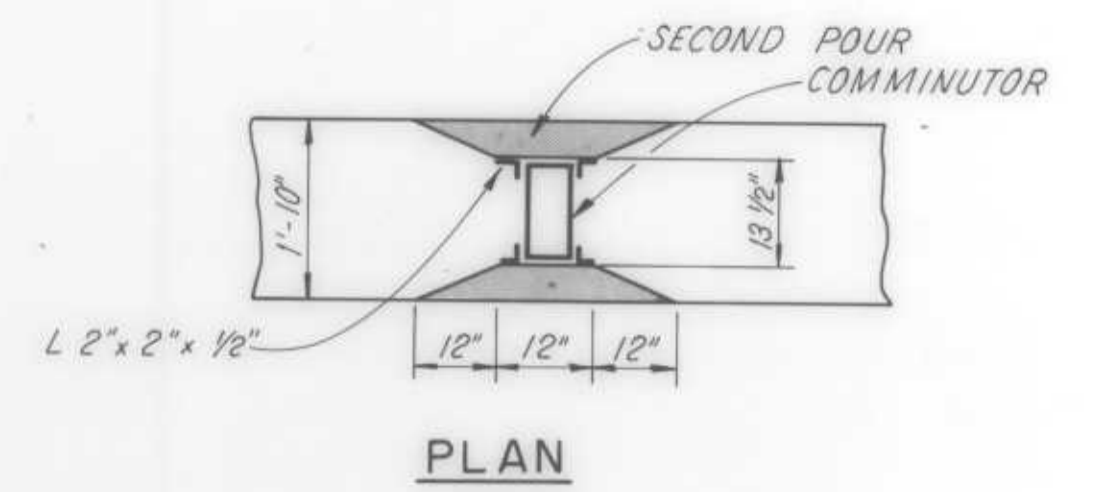 SECOND POUR
COMMINUTOR
1'-10"
13 ½"
L 2"x 2"x ½"
12" 12" 12"
PLAN